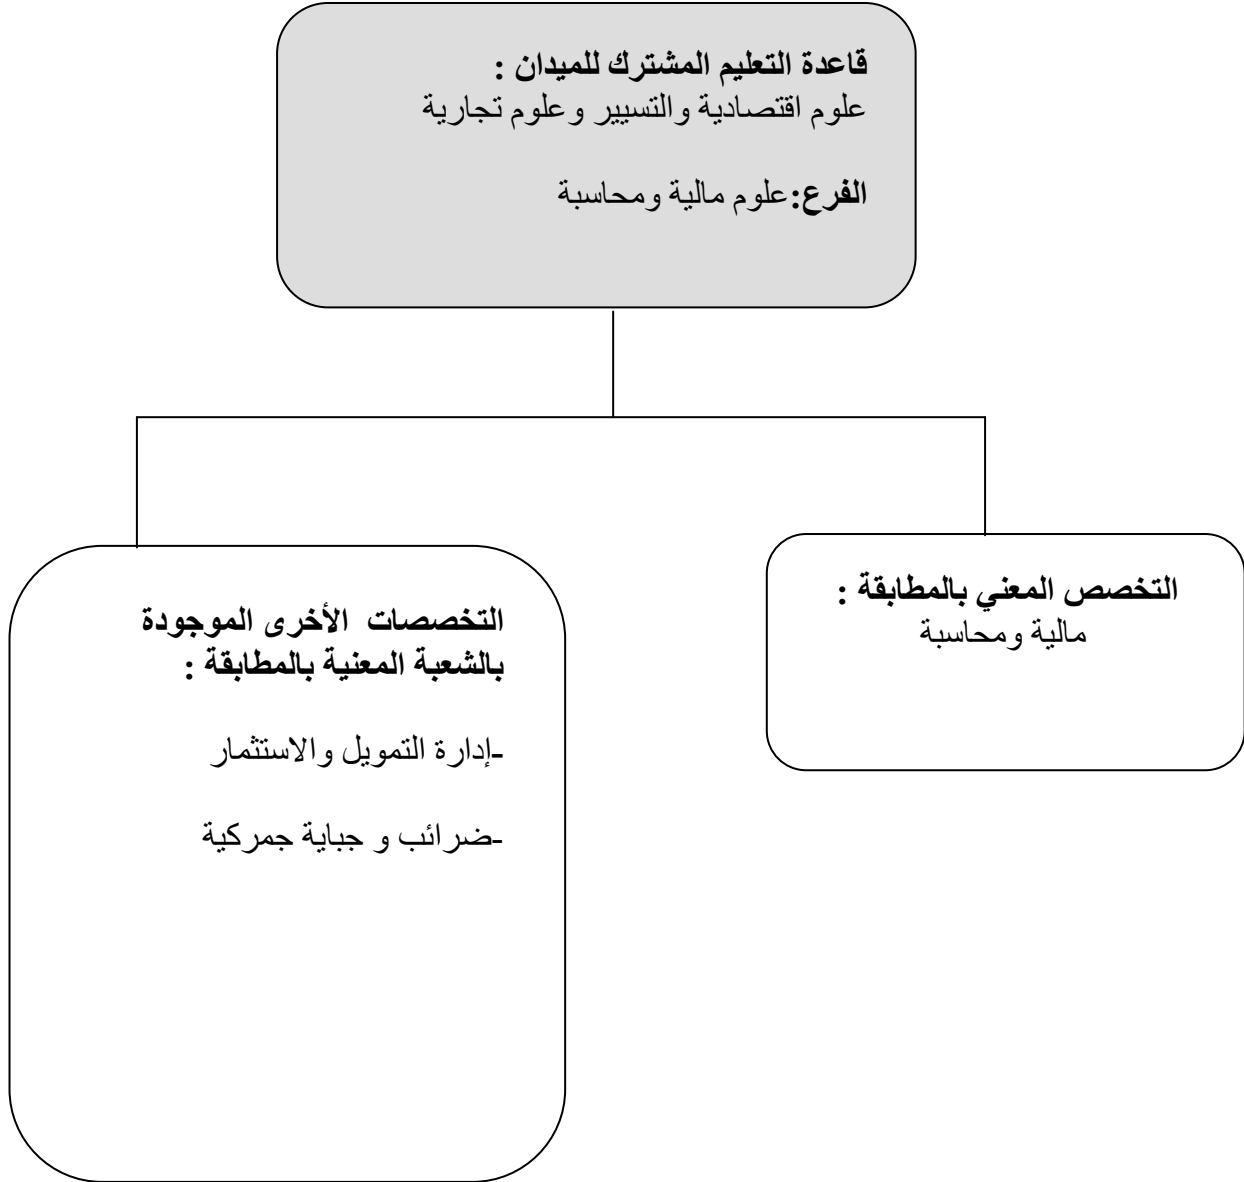 قاعدة التعليم المشترك للميدان :
علوم اقتصادية والتسيير وعلوم تجارية
الفرع:علوم مالية ومحاسبة
التخصص المعني بالمطابقة :
مالية ومحاسبة
التخصصات الأخرى الموجودة
بالشعبة المعنية بالمطابقة :
-إدارة التمويل والاستثمار
-ضرائب و جباية جمركية